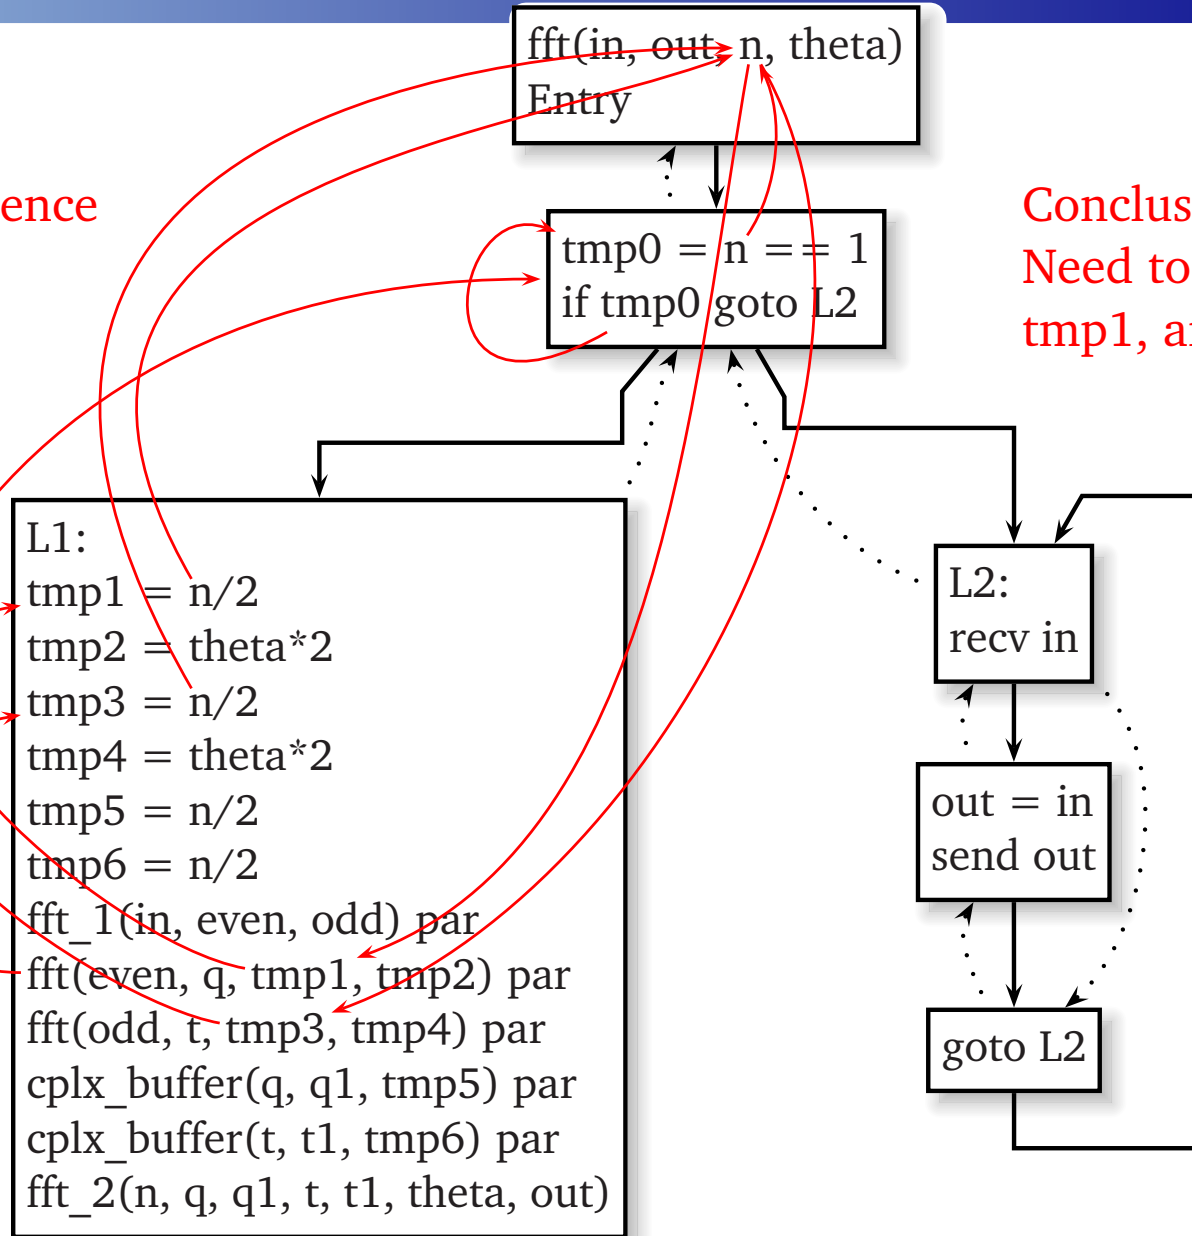 fft(in, out, n, theta)
Entry
ence
tmp0 = n == 1
if tmp0 goto L2
Conclus
Need to
tmp1, a
L1:
tmp1 = n/2
tmp2 = theta*2
tmp3 = n/2
tmp4 = theta*2
tmp5 = n/2
tmp6 = n/2
fft_1(in, even, odd) par
fft(even, q, tmp1, tmp2) par
fft(odd, t, tmp3, tmp4) par
cplx_buffer(q, q1, tmp5) par
cplx_buffer(t, t1, tmp6) par
fft_2(n, q, q1, t, t1, theta, out)
L2:
recv in
out = in
send out
goto L2